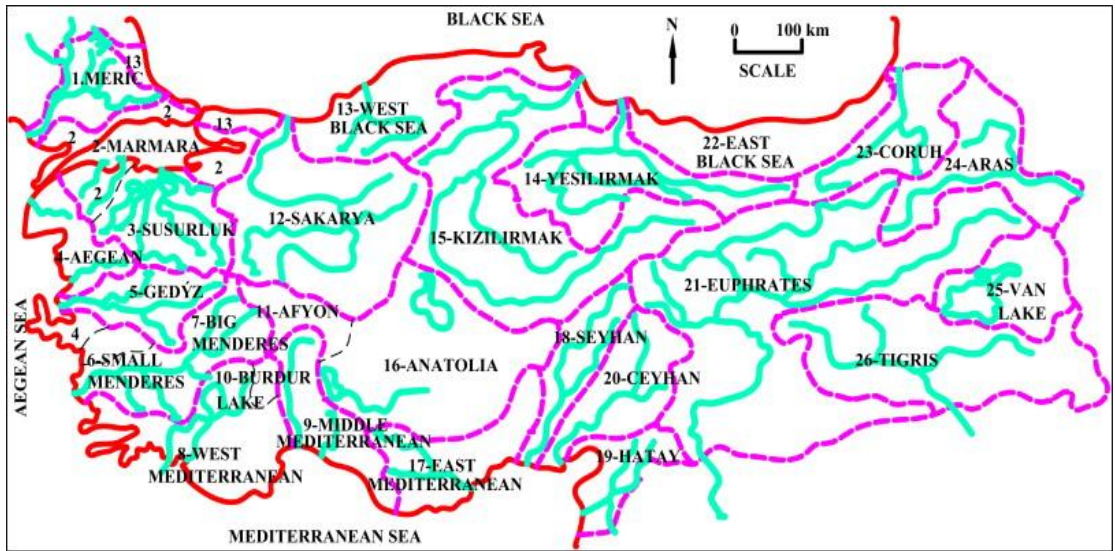 BLACK SEA
N
0 100 km
SCALE
13
1.MERIC
2
13
2
2-MARMARA
2
2
13-WEST
BLACK SEA
22-EAST
BLACK SEA
23-CORUH
24-ARAS
14-YESILIRMAK
12-SAKARYA
3-SUSURLUK
15-KIZILIRMAK
4-AEGEAN
5-GEDÝZ
21-EUPHRATES
25-VAN
LAKE
11-AFYON
7-BIG
MENDERES
4
18-SEYHAN
6-SMALL
MENDERES
16-ANATOLIA
26-TIGRIS
20-CEYHAN
10-BURDUR
LAKE
9-MIDDLE
MEDITERRANEAN
8-WEST
MEDITERRANEAN
17-EAST
MEDITERRANEAN
19-HATAY
AEGEAN SEA
MEDITERRANEAN SEA